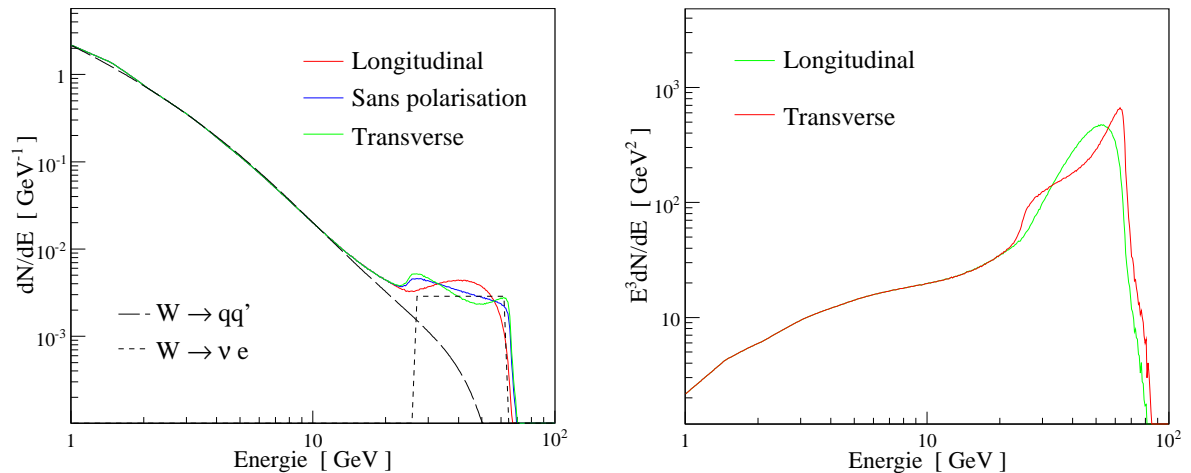 dN/dE [ GeV⁻¹ ]
1
10⁻¹
10⁻²
10⁻³
Longitudinal
Sans polarisation
Transverse
W → qq'
W → ν e
1 10 10²
Energie [ GeV ]
E³dN/dE [ GeV² ]
10³
10²
10
Longitudinal
Transverse
1 10 10²
Energie [ GeV ]